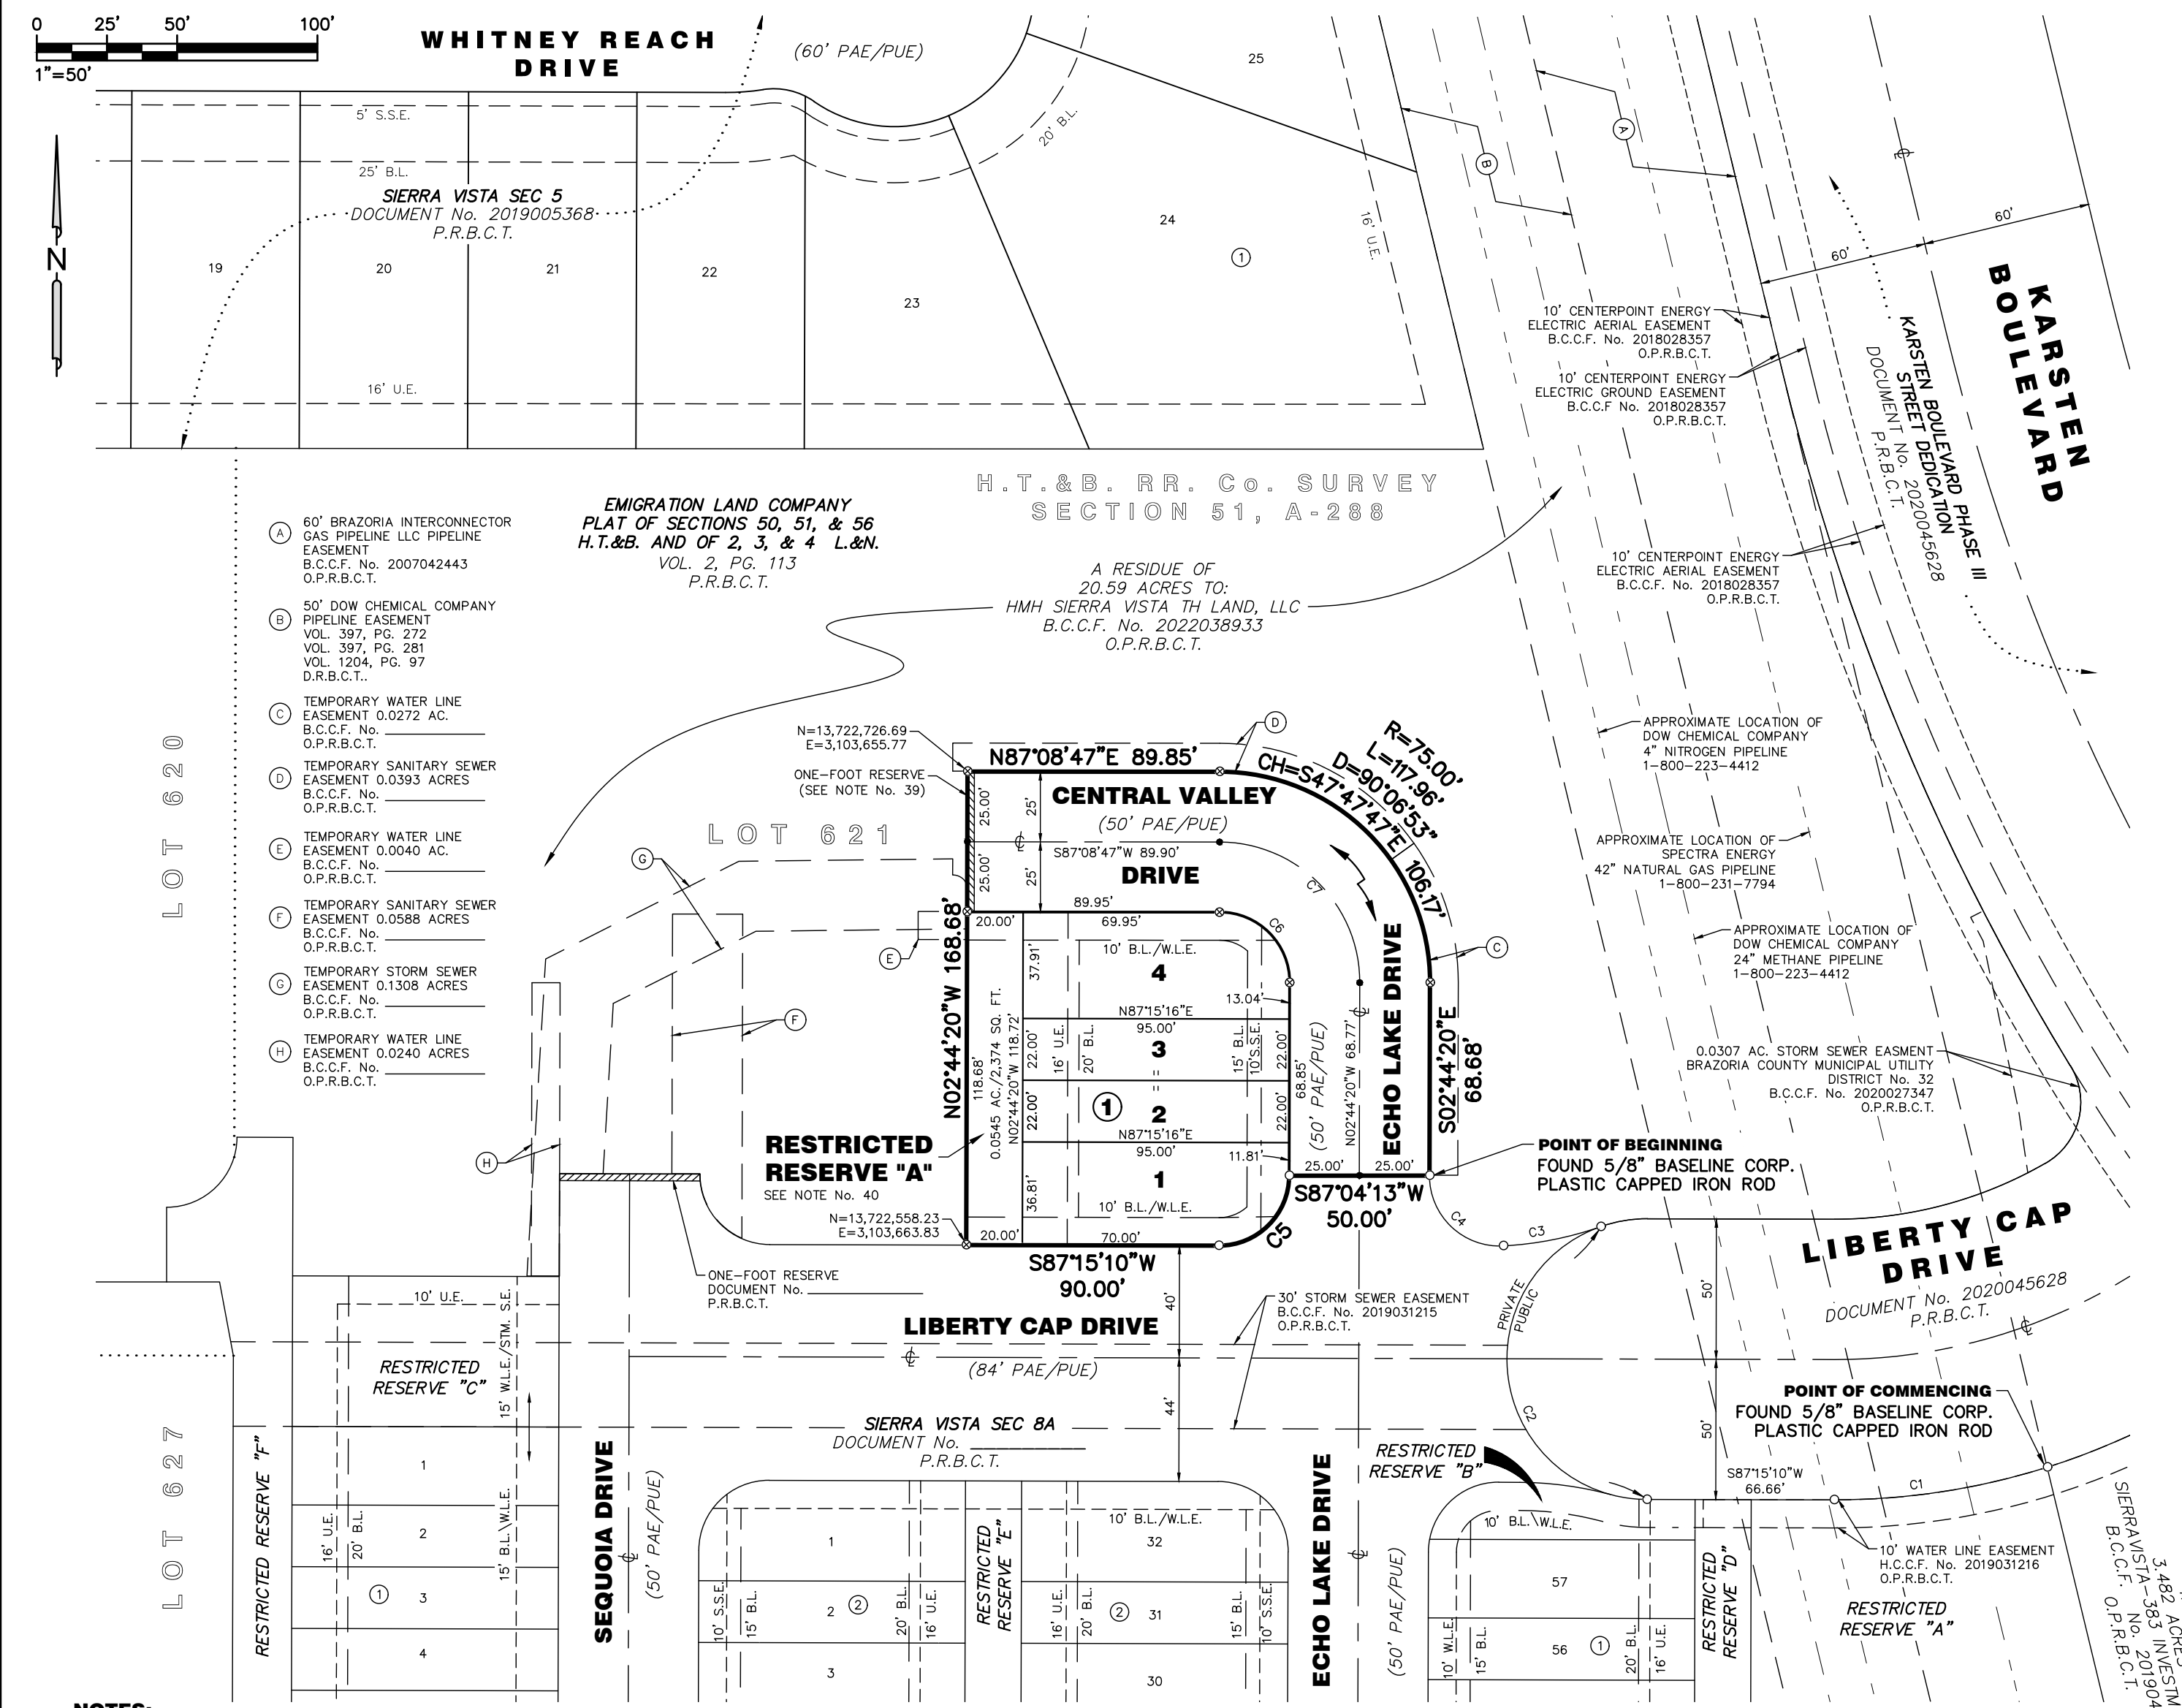 0 25' 50' 100'
1"=50'
WHITNEY REACH
DRIVE
(60' PAE/PUE)
N
5' S.S.E.
25' B.L.
20' B.L.
SIERRA VISTA SEC 5
DOCUMENT No. 2019005368
P.R.B.C.T.
19
20
21
22
23
24
25
1
16' U.E.
16' U.E.
A
B
℄
60'
60'
KARSTEN
BOULEVARD
KARSTEN BOULEVARD PHASE III
STREET DEDICATION
DOCUMENT No. 2020045628
P.R.B.C.T.
10' CENTERPOINT ENERGY
ELECTRIC AERIAL EASEMENT
B.C.C.F. No. 2018028357
O.P.R.B.C.T.
10' CENTERPOINT ENERGY
ELECTRIC GROUND EASEMENT
B.C.C.F No. 2018028357
O.P.R.B.C.T.
10' CENTERPOINT ENERGY
ELECTRIC AERIAL EASEMENT
B.C.C.F. No. 2018028357
O.P.R.B.C.T.
H.T.&B. RR. Co. SURVEY
SECTION 51, A-288
EMIGRATION LAND COMPANY
PLAT OF SECTIONS 50, 51, & 56
H.T.&B. AND OF 2, 3, & 4 L.&N.
VOL. 2, PG. 113
P.R.B.C.T.
A RESIDUE OF
20.59 ACRES TO:
HMH SIERRA VISTA TH LAND, LLC
B.C.C.F. No. 2022038933
O.P.R.B.C.T.
A
60' BRAZORIA INTERCONNECTOR
GAS PIPELINE LLC PIPELINE
EASEMENT
B.C.C.F. No. 2007042443
O.P.R.B.C.T.
B
50' DOW CHEMICAL COMPANY
PIPELINE EASEMENT
VOL. 397, PG. 272
VOL. 397, PG. 281
VOL. 1204, PG. 97
D.R.B.C.T..
C
TEMPORARY WATER LINE
EASEMENT 0.0272 AC.
B.C.C.F. No.
O.P.R.B.C.T.
D
TEMPORARY SANITARY SEWER
EASEMENT 0.0393 ACRES
B.C.C.F. No.
O.P.R.B.C.T.
E
TEMPORARY WATER LINE
EASEMENT 0.0040 AC.
B.C.C.F. No.
O.P.R.B.C.T.
F
TEMPORARY SANITARY SEWER
EASEMENT 0.0588 ACRES
B.C.C.F. No.
O.P.R.B.C.T.
G
TEMPORARY STORM SEWER
EASEMENT 0.1308 ACRES
B.C.C.F. No.
O.P.R.B.C.T.
H
TEMPORARY WATER LINE
EASEMENT 0.0240 ACRES
B.C.C.F. No.
O.P.R.B.C.T.
LOT 620
LOT 621
LOT 627
N=13,722,726.69
E=3,103,655.77
ONE-FOOT RESERVE
(SEE NOTE No. 39)
N87°08'47"E 89.85'
R=75.00'
L=117.96'
D=90°06'53"
CH=S47°47'47"E 106.17'
D
CENTRAL VALLEY
(50' PAE/PUE)
25.00'
25'
℄
S87°08'47"W 89.90'
DRIVE
25.00'
25'
89.95'
20.00'
69.95'
C6
C7
G
E
F
C
H
N02°44'20"W 168.68'
118.68'
0.0545 AC./2,374 SQ. FT.
N02°44'20"W 118.72'
37.91'
10' B.L./W.L.E.
4
N87°15'16"E
95.00'
13.04'
3
22.00'
16' U.E.
20' B.L.
"
15' B.L.
10'S.S.E.
22.00'
1
2
22.00'
22.00'
N87°15'16"E
95.00'
11.81'
1
36.81'
10' B.L./W.L.E.
68.85'
(50' PAE/PUE)
N02°44'20"W 68.77'
℄
ECHO LAKE DRIVE
S02°44'20"E
68.68'
25.00'
25.00'
S87°04'13"W
50.00'
C5
RESTRICTED
RESERVE "A"
SEE NOTE No. 40
N=13,722,558.23
E=3,103,663.83
20.00'
70.00'
S87°15'10"W
90.00'
APPROXIMATE LOCATION OF
DOW CHEMICAL COMPANY
4" NITROGEN PIPELINE
1-800-223-4412
APPROXIMATE LOCATION OF
SPECTRA ENERGY
42" NATURAL GAS PIPELINE
1-800-231-7794
APPROXIMATE LOCATION OF
DOW CHEMICAL COMPANY
24" METHANE PIPELINE
1-800-223-4412
0.0307 AC. STORM SEWER EASMENT
BRAZORIA COUNTY MUNICIPAL UTILITY
DISTRICT No. 32
B.C.C.F. No. 2020027347
O.P.R.B.C.T.
POINT OF BEGINNING
FOUND 5/8" BASELINE CORP.
PLASTIC CAPPED IRON ROD
C4
C3
LIBERTY CAP
DRIVE
DOCUMENT No. 2020045628
P.R.B.C.T.
℄
PRIVATE
PUBLIC
C2
50'
50'
ONE-FOOT RESERVE
DOCUMENT No.
P.R.B.C.T.
LIBERTY CAP DRIVE
℄
(84' PAE/PUE)
40'
44'
30' STORM SEWER EASEMENT
B.C.C.F. No. 2019031215
O.P.R.B.C.T.
SIERRA VISTA SEC 8A
DOCUMENT No.
P.R.B.C.T.
POINT OF COMMENCING
FOUND 5/8" BASELINE CORP.
PLASTIC CAPPED IRON ROD
S87°15'10"W
66.66'
C1
10' WATER LINE EASEMENT
H.C.C.F. No. 2019031216
O.P.R.B.C.T.
RESTRICTED
RESERVE "A"
RESTRICTED
RESERVE "B"
10' U.E.
RESTRICTED
RESERVE "C"
15' W.L.E./STM. S.E.
RESTRICTED RESERVE "F"
1
2
3
4
1
16' U.E.
20' B.L.
15' B.L.\W.L.E.
SEQUOIA DRIVE
℄
(50' PAE/PUE)
1
2
3
2
10' S.S.E.
15' B.L.
20' B.L.
16' U.E.
RESTRICTED
RESERVE "E"
10' B.L./W.L.E.
32
31
30
2
16' U.E.
20' B.L.
15' B.L.
10' S.S.E.
ECHO LAKE DRIVE
℄
(50' PAE/PUE)
10' B.L.\W.L.E.
57
56
1
10' W.L.E.
15' B.L.
20' B.L.
16' U.E.
RESTRICTED
RESERVE "D"
3.482 ACRES
SIERRAVISTA-383 INVESTM
B.C.C.F. No. 201904
O.P.R.B.C.T.
NOTES: